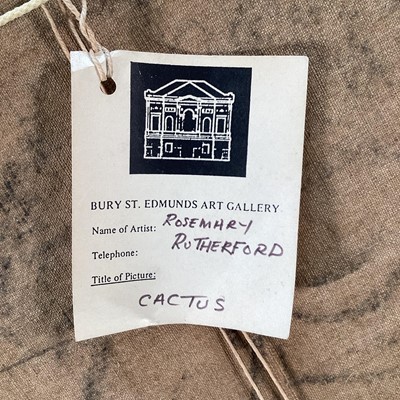 BURY ST. EDMUNDS ART GALLERY
Name of Artist: ROSEMARY
Telephone: RUTHERFORD
Title of Picture:
CACTUS